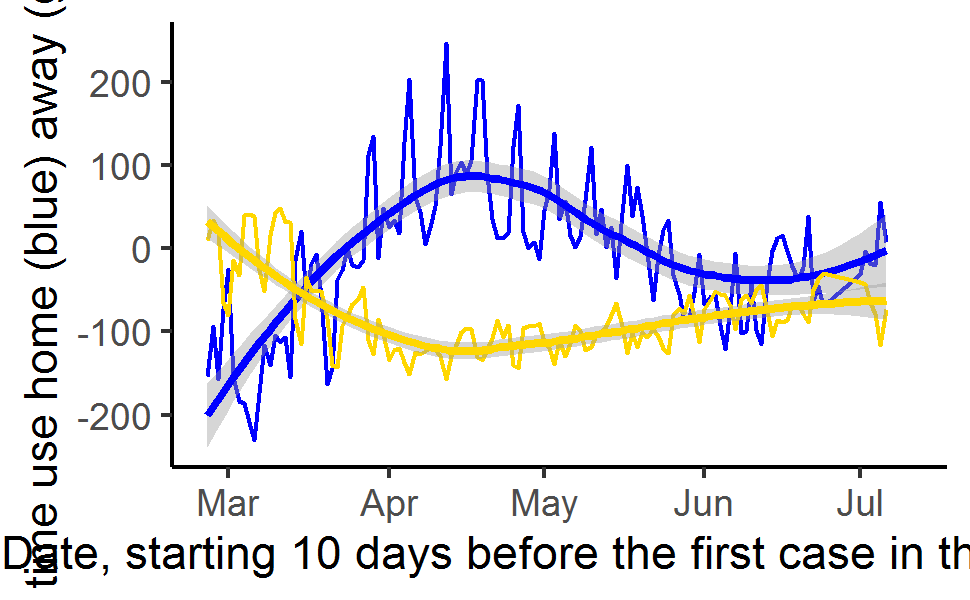 time use home (blue) away (
200
100
0
-100
-200
Mar Apr May Jun Jul
Date, starting 10 days before the first case in th